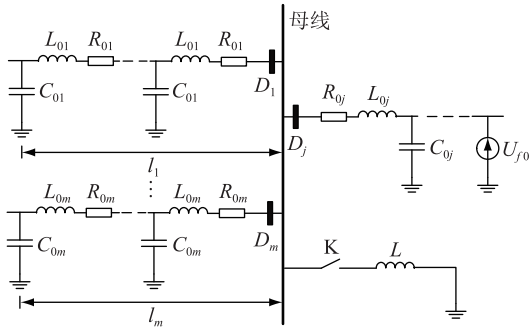 母线
L01 R01 L01 R01
C01 C01 D1
l1
R0j L0j
Dj C0j Uf0
⋮
L0m R0m L0m R0m
C0m C0m Dm
lm
K L